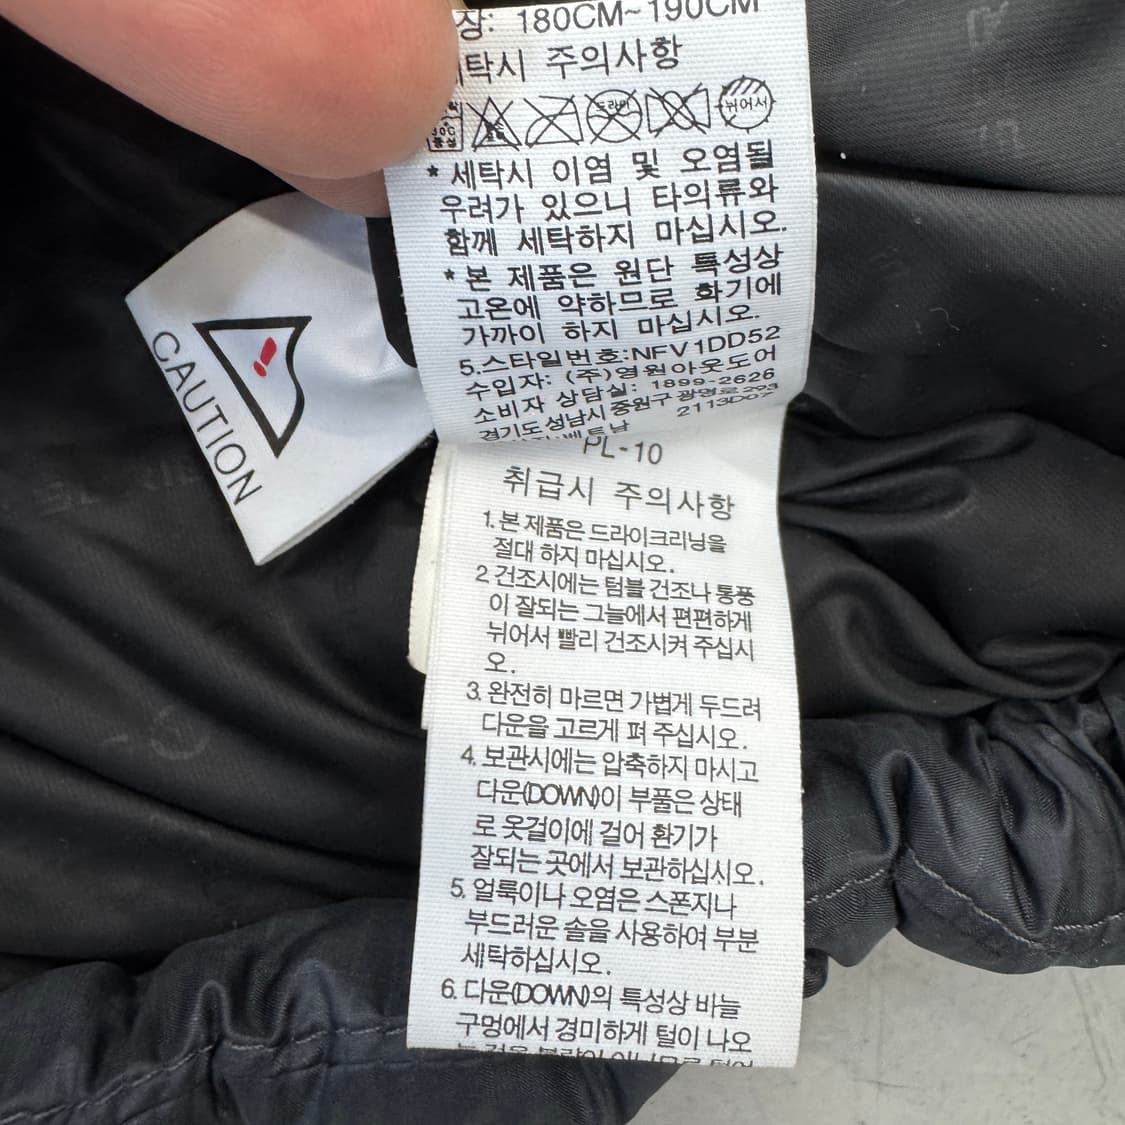 장: 180CM~190CM
세탁시 주의사항
드라이
뉘어서
* 세탁시 이염 및 오염될
우려가 있으니 타의류와
함께 세탁하지 마십시오.
* 본 제품은 원단 특성상
고온에 약하므로 화기에
가까이 하지 마십시오.
5.스타일번호:NFV1DD52
수입자: (주)영원아웃도어
소비자 상담실: 1899-2626
경기도 성남시 중원구 광명로 293
2113D07
베트남
PL-10
취급시 주의사항
1. 본 제품은 드라이크리닝을
절대 하지 마십시오.
2 건조시에는 텀블 건조나 통풍
이 잘되는 그늘에서 편편하게
뉘어서 빨리 건조시켜 주십시
오.
3. 완전히 마르면 가볍게 두드려
다운을 고르게 펴 주십시오.
4. 보관시에는 압축하지 마시고
다운(DOWN)이 부풀은 상태
로 옷걸이에 걸어 환기가
잘되는 곳에서 보관하십시오.
5. 얼룩이나 오염은 스폰지나
부드러운 솔을 사용하여 부분
세탁하십시오.
6. 다운(DOWN)의 특성상 바늘
구멍에서 경미하게 털이 나오
CAUTION